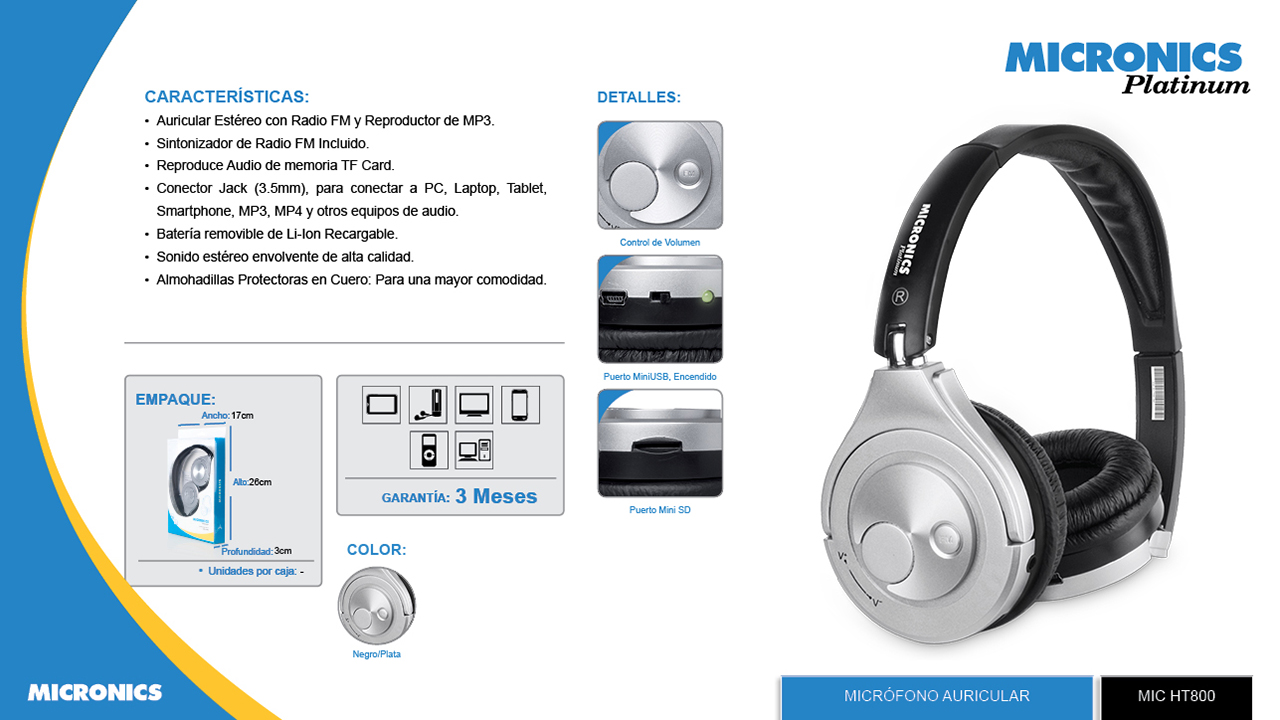 MICRONICS
Platinum
CARACTERÍSTICAS:
• Auricular Estéreo con Radio FM y Reproductor de MP3.
• Sintonizador de Radio FM Incluido.
• Reproduce Audio de memoria TF Card.
• Conector Jack (3.5mm), para conectar a PC, Laptop, Tablet,
Smartphone, MP3, MP4 y otros equipos de audio.
• Batería removible de Li-Ion Recargable.
• Sonido estéreo envolvente de alta calidad.
• Almohadillas Protectoras en Cuero: Para una mayor comodidad.
DETALLES:
Control de Volumen
Puerto MiniUSB, Encendido
Puerto Mini SD
EMPAQUE:
Ancho: 17cm
Alto: 26cm
Profundidad: 3cm
• Unidades por caja: -
GARANTÍA: 3 Meses
COLOR:
Negro/Plata
MICRONICS
Platinum
®
V+
V-
MICRONICS
MICRÓFONO AURICULAR
MIC HT800